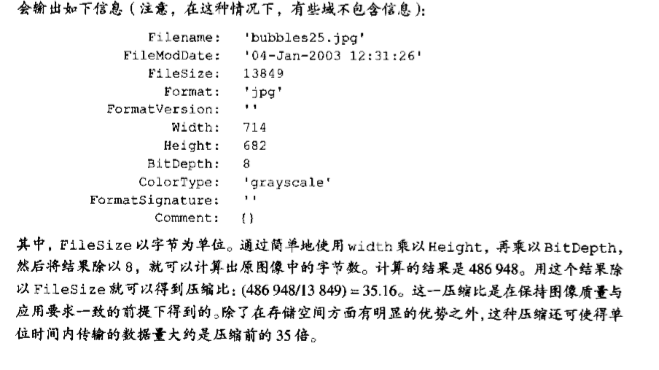 会输出如下信息（注意，在这种情况下，有些域不包含信息）：
Filename: 'bubbles25.jpg'
FileModDate: '04-Jan-2003 12:31:26'
FileSize: 13849
Format: 'jpg'
FormatVersion: ''
Width: 714
Height: 682
BitDepth: 8
ColorType: 'grayscale'
FormatSignature: ''
Comment: {}
其中，FileSize 以字节为单位。通过简单地使用 width 乘以 Height，再乘以 BitDepth，
然后将结果除以 8，就可以计算出原图像中的字节数。计算的结果是 486 948。用这个结果除
以 FileSize 就可以得到压缩比：(486 948/13 849) = 35.16。这一压缩比是在保持图像质量与
应用要求一致的前提下得到的。除了在存储空间方面有明显的优势之外，这种压缩还可使得单
位时间内传输的数据量大约是压缩前的 35 倍。